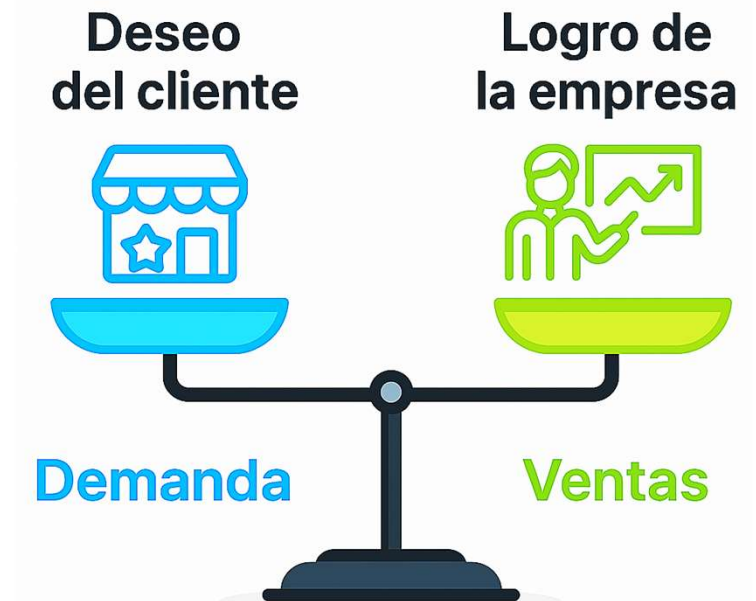 Deseo
del cliente
Logro de
la empresa
Demanda
Ventas